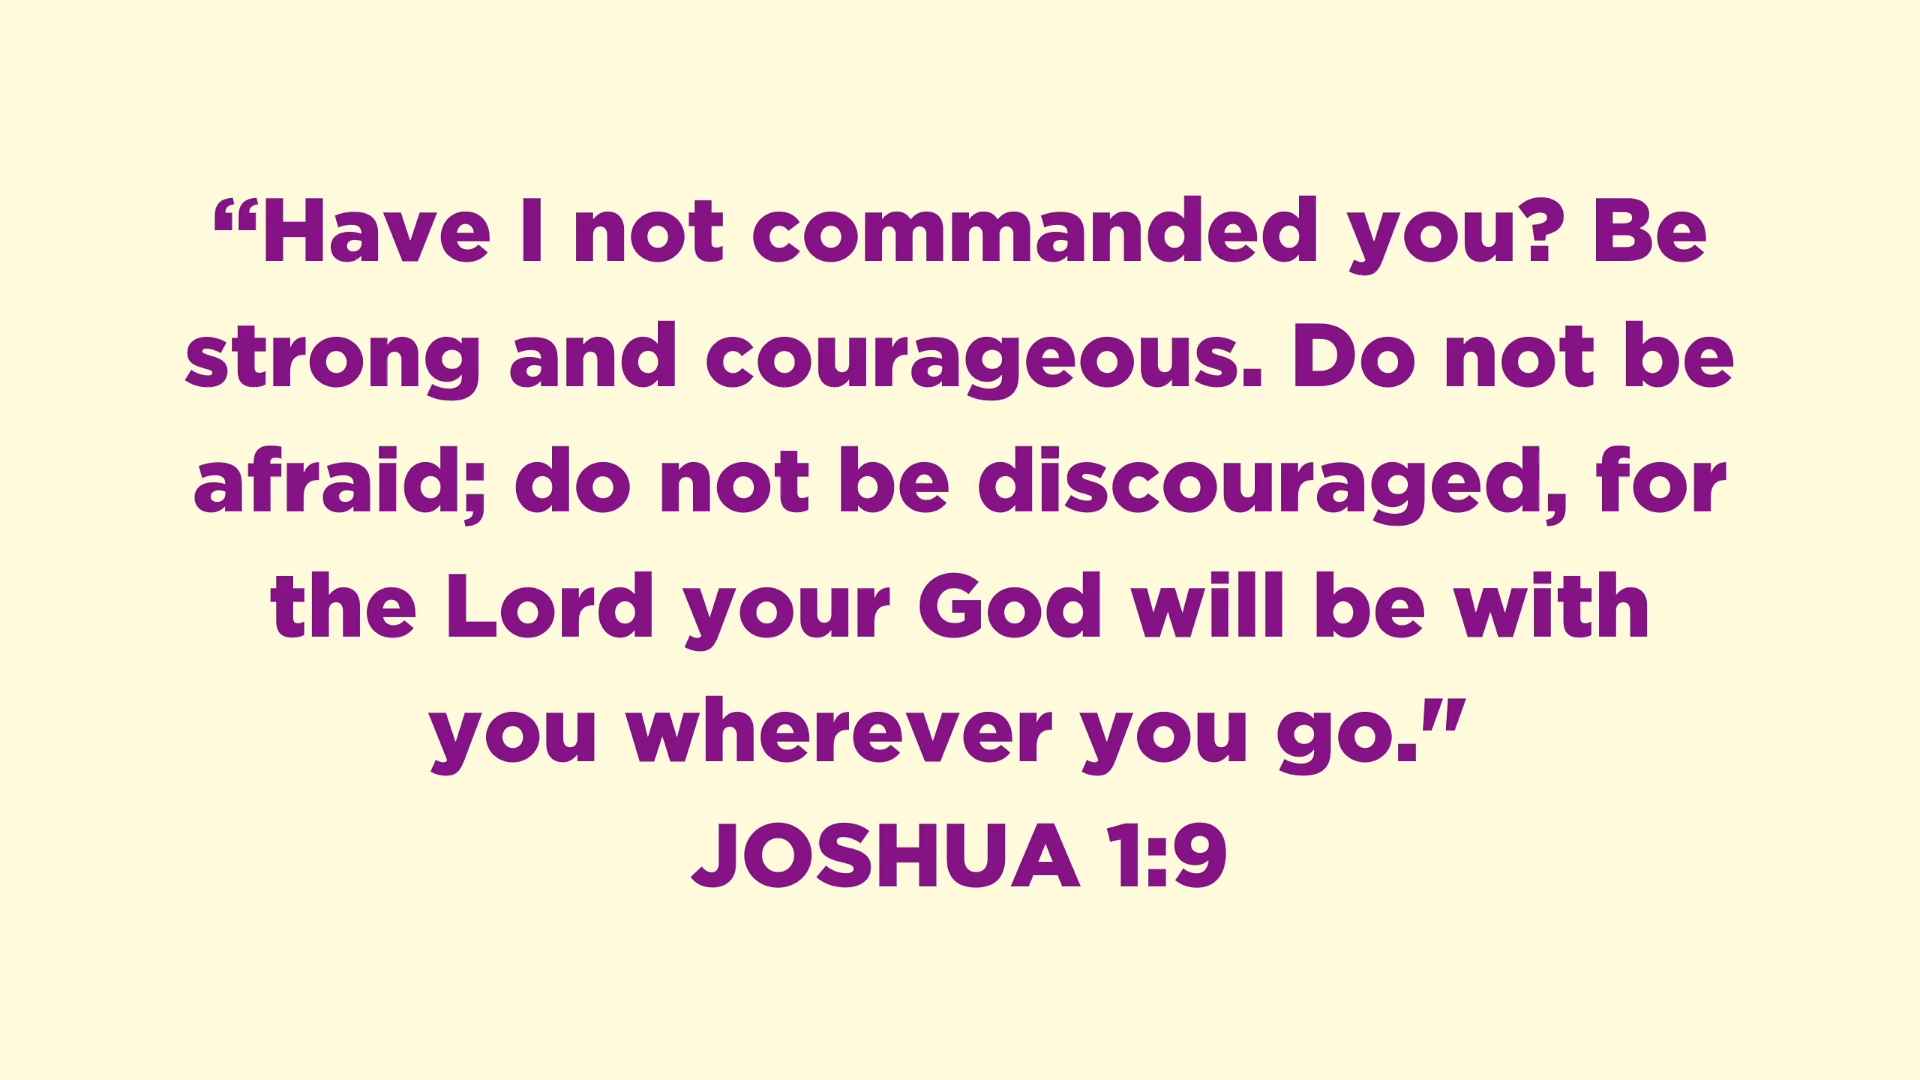 “Have I not commanded you? Be
strong and courageous. Do not be
afraid; do not be discouraged, for
the Lord your God will be with
you wherever you go."
JOSHUA 1:9